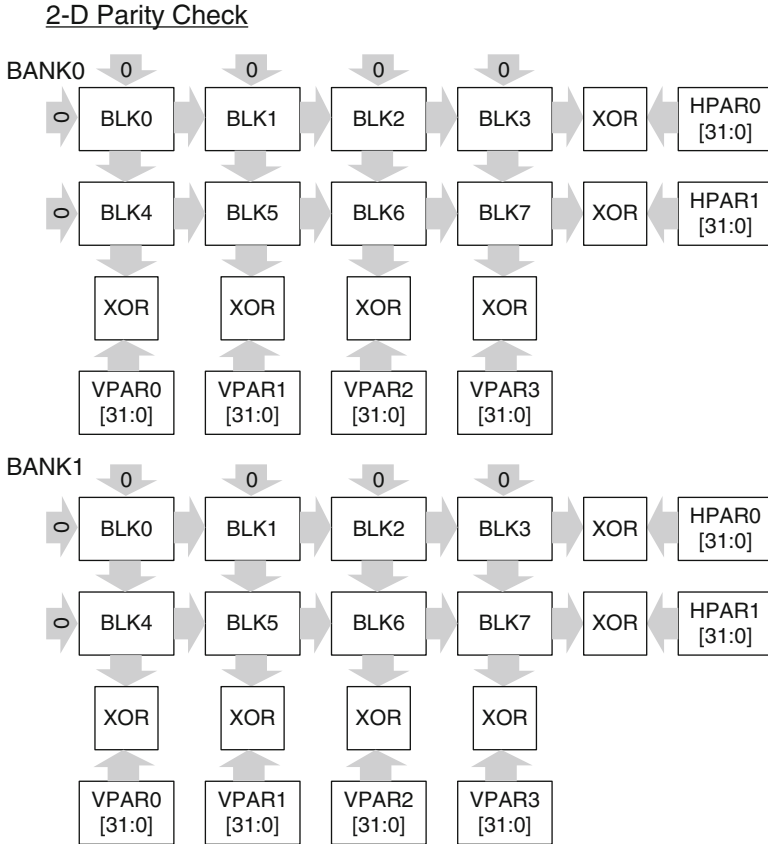 2-D Parity Check
BANK0 0 0 0 0
0 BLK0 BLK1 BLK2 BLK3 XOR HPAR0
[31:0]
0 BLK4 BLK5 BLK6 BLK7 XOR HPAR1
[31:0]
XOR XOR XOR XOR
VPAR0 VPAR1 VPAR2 VPAR3
[31:0] [31:0] [31:0] [31:0]
BANK1 0 0 0 0
0 BLK0 BLK1 BLK2 BLK3 XOR HPAR0
[31:0]
0 BLK4 BLK5 BLK6 BLK7 XOR HPAR1
[31:0]
XOR XOR XOR XOR
VPAR0 VPAR1 VPAR2 VPAR3
[31:0] [31:0] [31:0] [31:0]